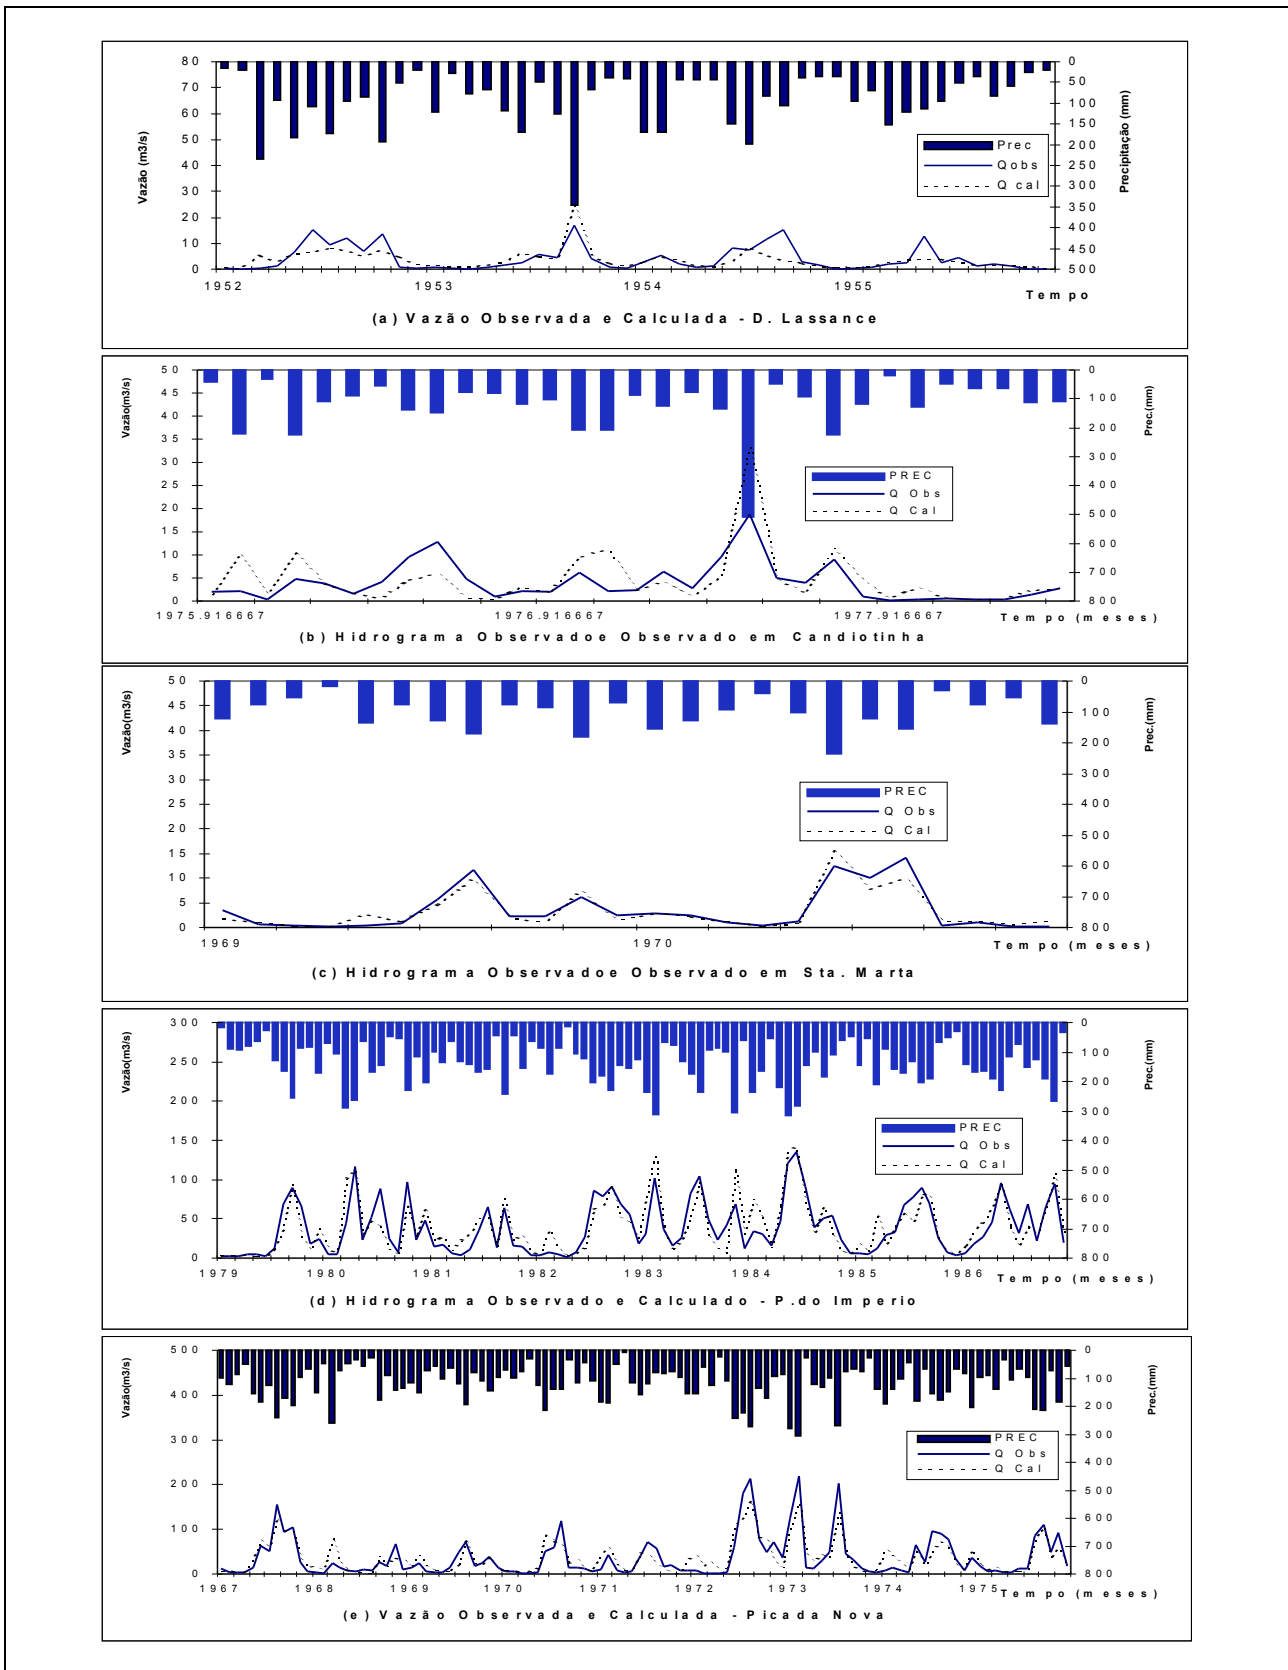 80
70
60
50
40
30
20
10
0
Vazão (m3/s)
0
50
100
150
200
250
300
350
400
450
500
Precipitação (mm)
Prec
Qobs
Q cal
1952 1953 1954 1955
Tempo
(a) Vazão Observada e Calculada - D. Lassance
50
45
40
35
30
25
20
15
10
5
0
Vazão(m3/s)
0
100
200
300
400
500
600
700
800
Prec.(mm)
PREC
Q Obs
Q Cal
1975.916667 1976.916667 1977.916667
Tempo (meses)
(b) Hidrograma Observadoe Observado em Candiotinha
50
45
40
35
30
25
20
15
10
5
0
Vazão(m3/s)
0
100
200
300
400
500
600
700
800
Prec.(mm)
PREC
Q Obs
Q Cal
1969 1970
Tempo (meses)
(c) Hidrograma Observadoe Observado em Sta. Marta
300
250
200
150
100
50
0
Vazão(m3/s)
0
100
200
300
400
500
600
700
800
Prec.(mm)
PREC
Q Obs
Q Cal
1979 1980 1981 1982 1983 1984 1985 1986
Tempo (meses)
(d) Hidrograma Observado e Calculado - P.do Imperio
500
400
300
200
100
0
Vazão(m3/s)
0
100
200
300
400
500
600
700
800
Prec.(mm)
PREC
Q Obs
Q Cal
1967 1968 1969 1970 1971 1972 1973 1974 1975
Tempo (meses)
(e) Vazão Observada e Calculada - Picada Nova